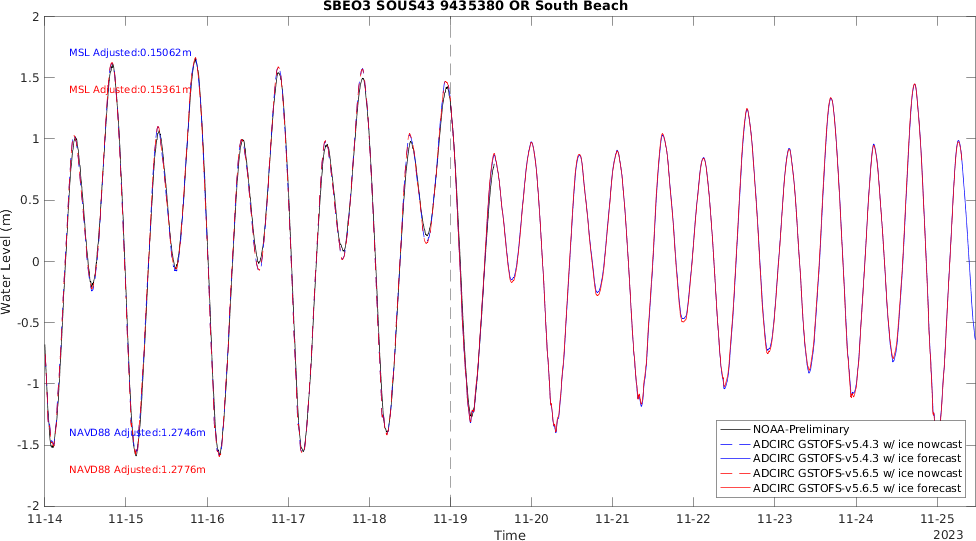 SBEO3 SOUS43 9435380 OR South Beach
2
1.5
1
0.5
0
-0.5
-1
-1.5
-2
Water Level (m)
MSL Adjusted:0.15062m
MSL Adjusted:0.15361m
NAVD88 Adjusted:1.2746m
NAVD88 Adjusted:1.2776m
NOAA-Preliminary
ADCIRC GSTOFS-v5.4.3 w/ ice nowcast
ADCIRC GSTOFS-v5.4.3 w/ ice forecast
ADCIRC GSTOFS-v5.6.5 w/ ice nowcast
ADCIRC GSTOFS-v5.6.5 w/ ice forecast
11-14 11-15 11-16 11-17 11-18 11-19 11-20 11-21 11-22 11-23 11-24 11-25
Time
2023